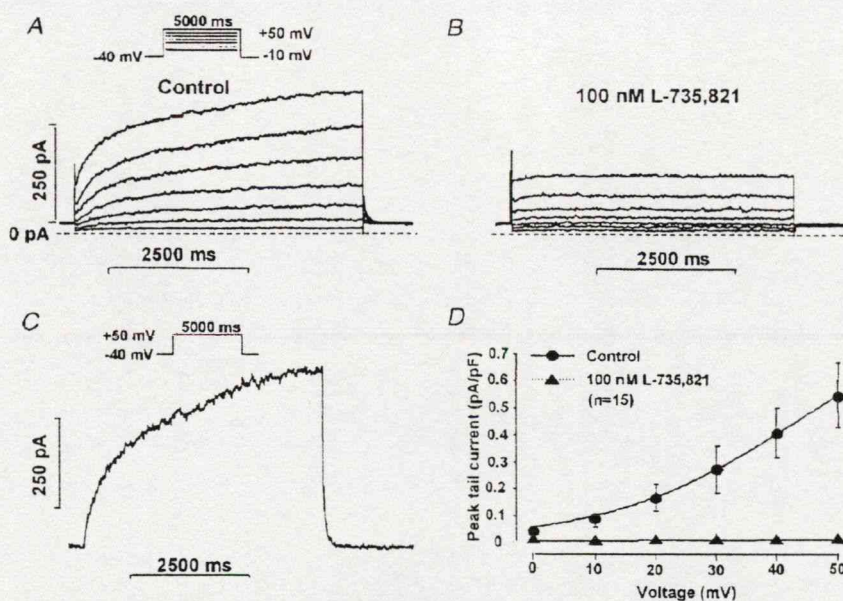 A
5000 ms
+50 mV
-40 mV
-10 mV
Control
250 pA
0 pA
2500 ms
B
100 nM L-735,821
2500 ms
C
5000 ms
+50 mV
-40 mV
250 pA
2500 ms
D
Peak tail current (pA/pF)
0.7
0.6
0.5
0.4
0.3
0.2
0.1
0
Control
100 nM L-735,821
(n=15)
0 10 20 30 40 50
Voltage (mV)